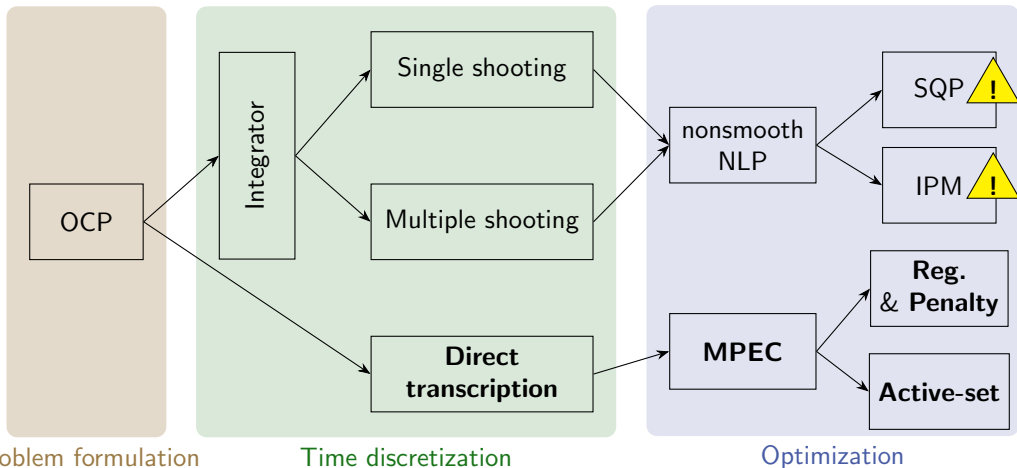 OCP
Integrator
Single shooting
Multiple shooting
Direct
transcription
nonsmooth
NLP
SQP
!
IPM
!
MPEC
Reg.
& Penalty
Active-set
oblem formulation
Time discretization
Optimization